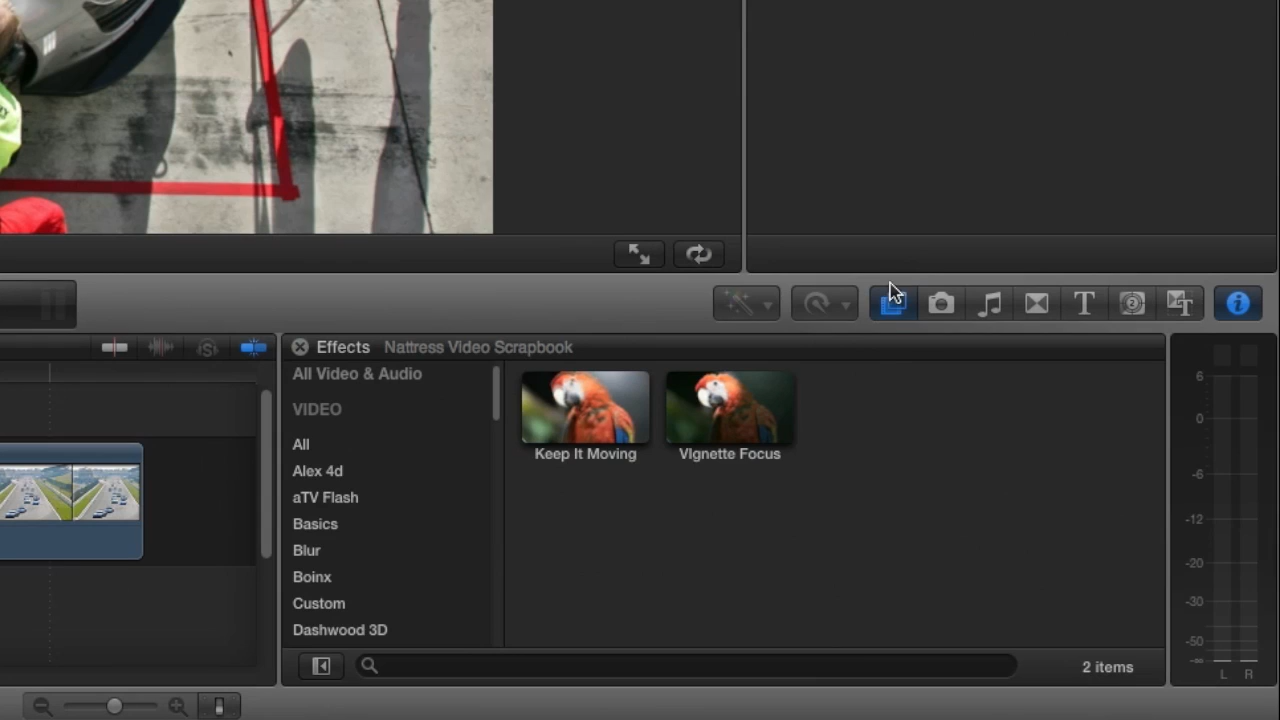 T
2
T
i
Effects Nattress Video Scrapbook
All Video & Audio
VIDEO
All
Alex 4d
aTV Flash
Basics
Blur
Boinx
Custom
Dashwood 3D
Keep It Moving
VIgnette Focus
S
6
0
-6
-12
-20
-30
-50
-∞
L R
2 items